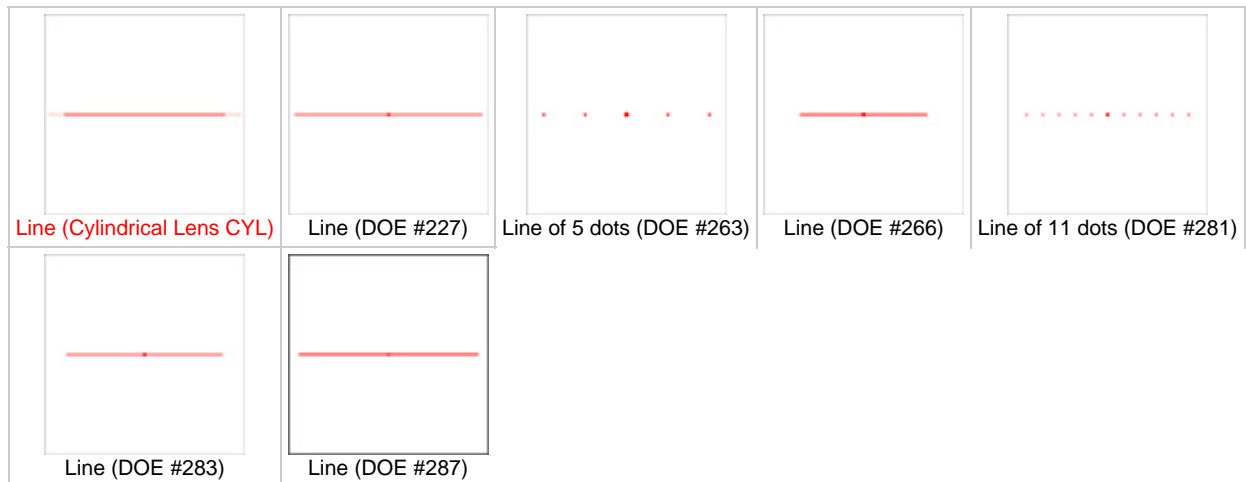 Line (Cylindrical Lens CYL)
Line (DOE #227)
Line of 5 dots (DOE #263)
Line (DOE #266)
Line of 11 dots (DOE #281)
Line (DOE #283)
Line (DOE #287)